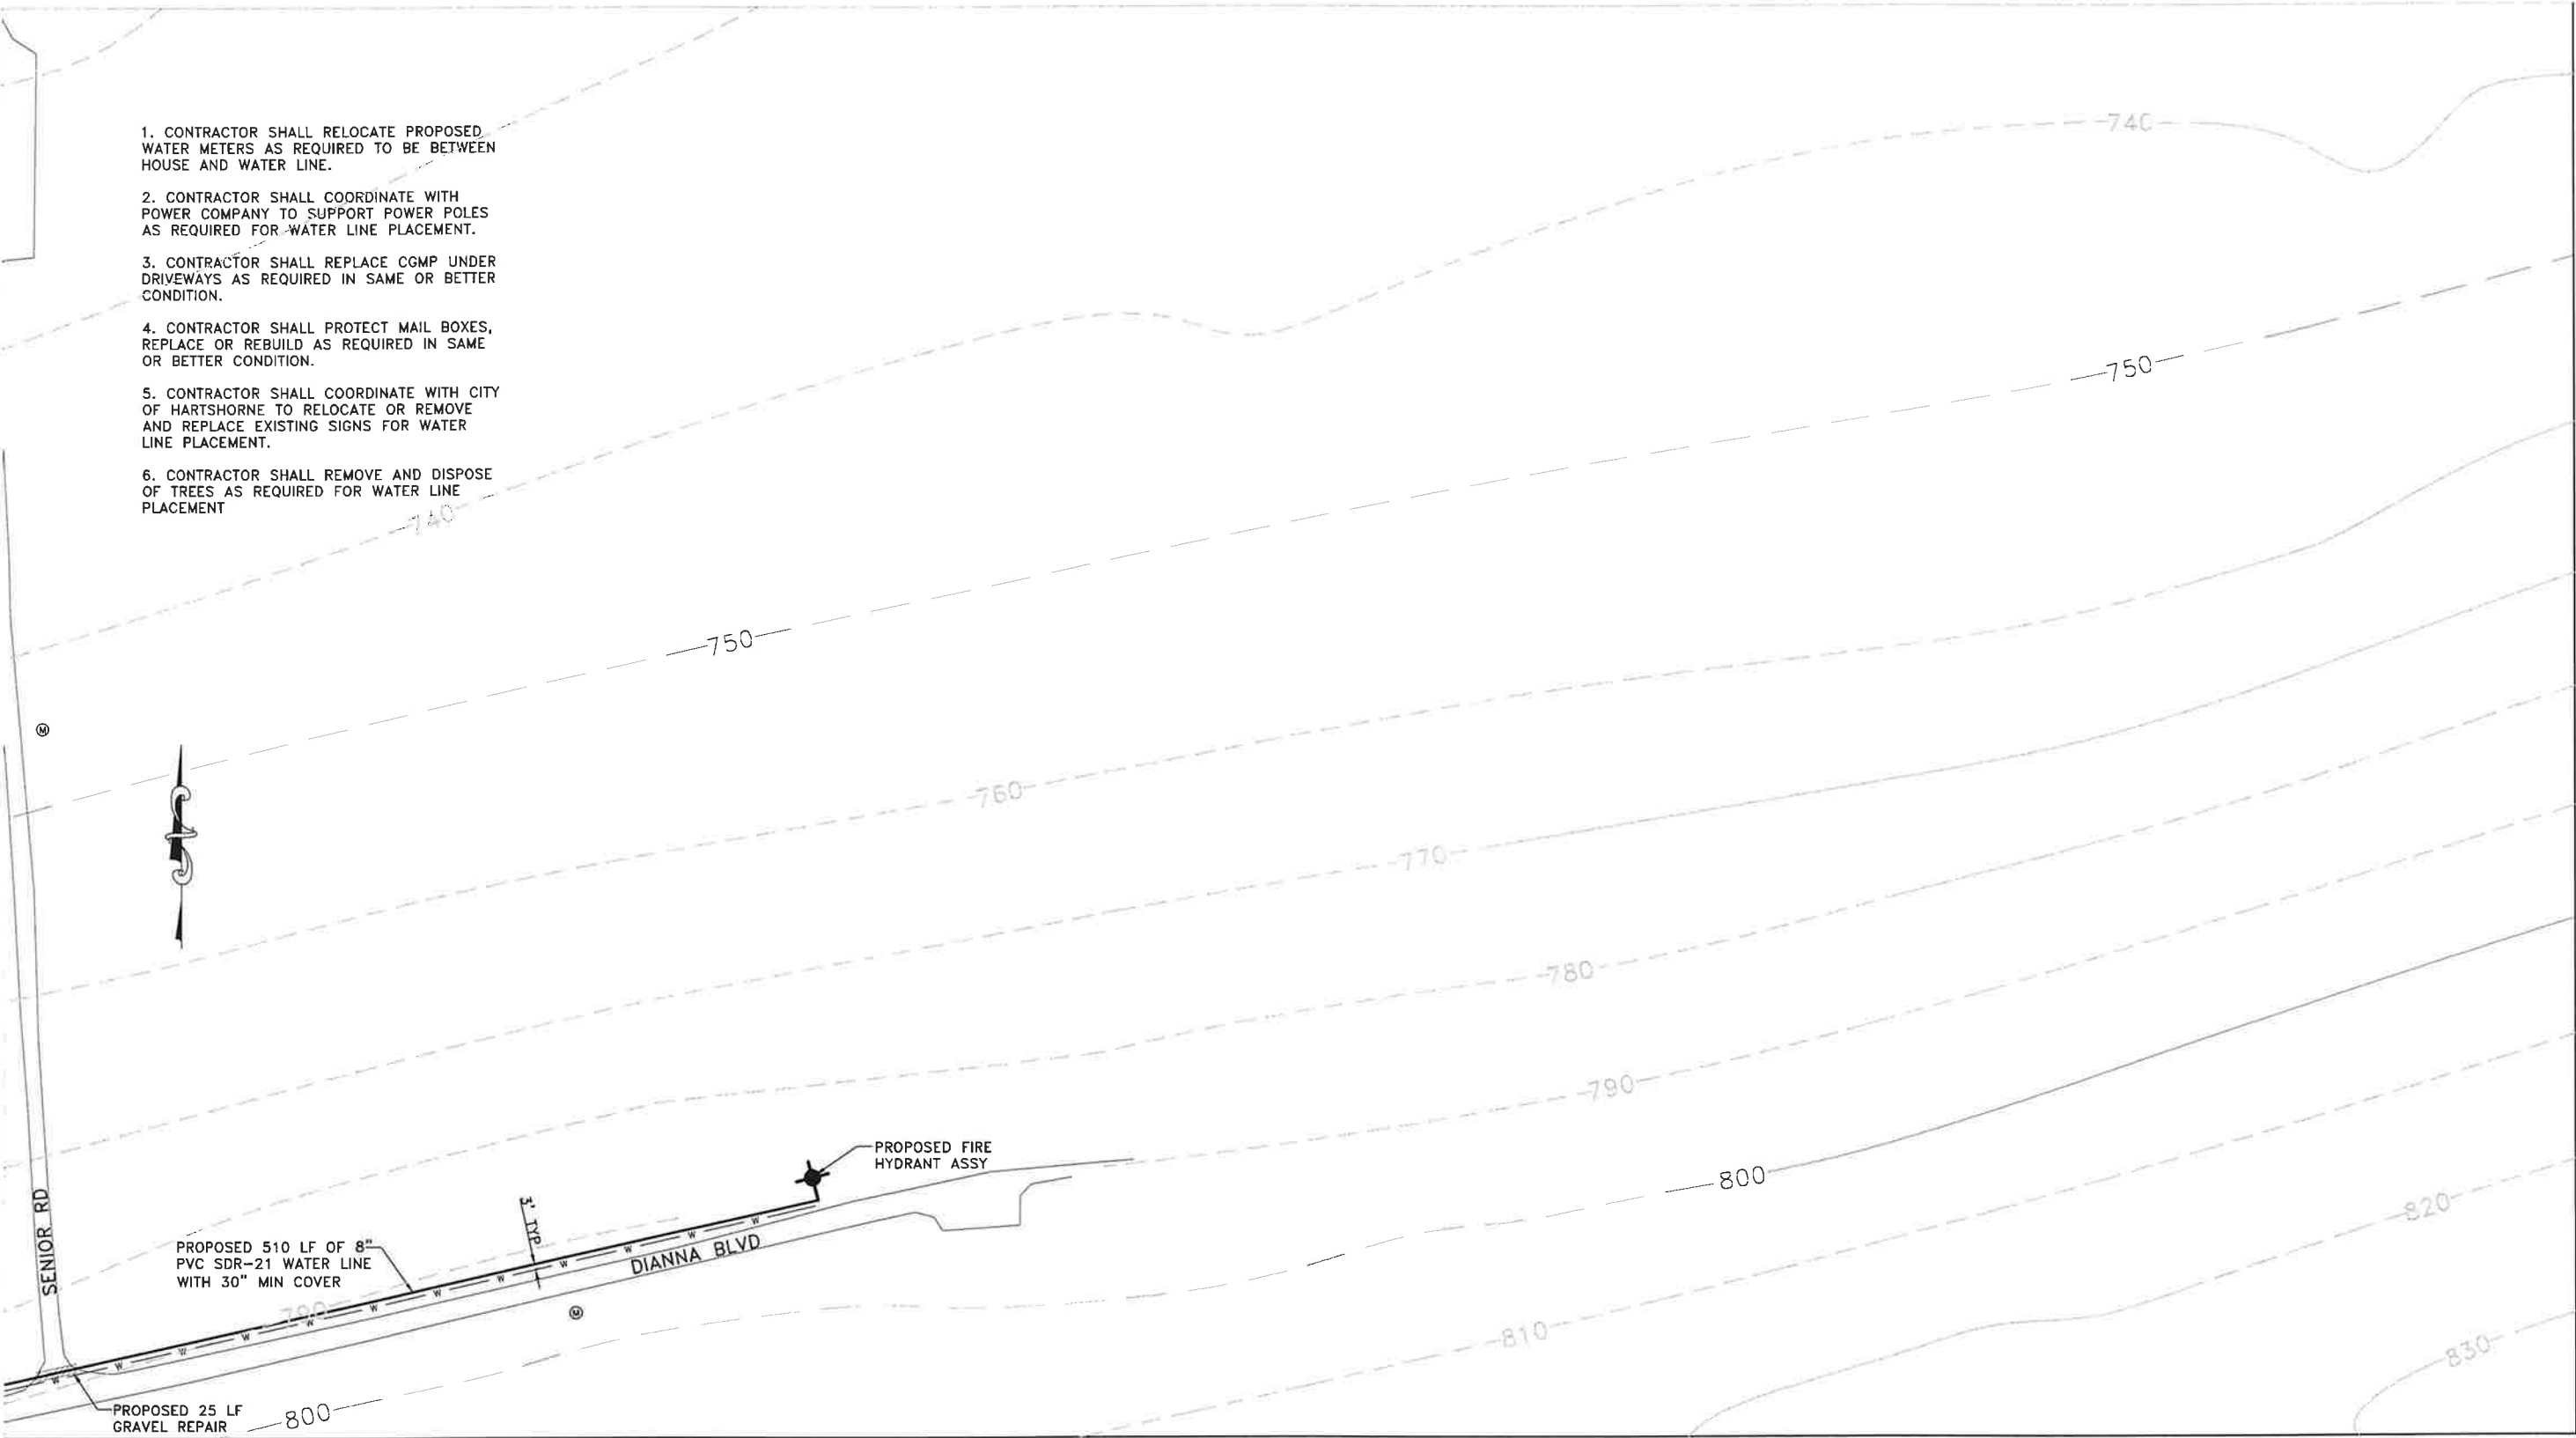 1. CONTRACTOR SHALL RELOCATE PROPOSED
WATER METERS AS REQUIRED TO BE BETWEEN
HOUSE AND WATER LINE.
2. CONTRACTOR SHALL COORDINATE WITH
POWER COMPANY TO SUPPORT POWER POLES
AS REQUIRED FOR WATER LINE PLACEMENT.
3. CONTRACTOR SHALL REPLACE CGMP UNDER
DRIVEWAYS AS REQUIRED IN SAME OR BETTER
CONDITION.
4. CONTRACTOR SHALL PROTECT MAIL BOXES,
REPLACE OR REBUILD AS REQUIRED IN SAME
OR BETTER CONDITION.
5. CONTRACTOR SHALL COORDINATE WITH CITY
OF HARTSHORNE TO RELOCATE OR REMOVE
AND REPLACE EXISTING SIGNS FOR WATER
LINE PLACEMENT.
6. CONTRACTOR SHALL REMOVE AND DISPOSE
OF TREES AS REQUIRED FOR WATER LINE
PLACEMENT
740
740
750
750
M
760
770
780
790
800
820
810
830
PROPOSED FIRE
HYDRANT ASSY
3' TYP
SENIOR RD
PROPOSED 510 LF OF 8"
PVC SDR-21 WATER LINE
WITH 30" MIN COVER
DIANNA BLVD
790
M
W W W W W W W W W W W W
PROPOSED 25 LF
GRAVEL REPAIR
800